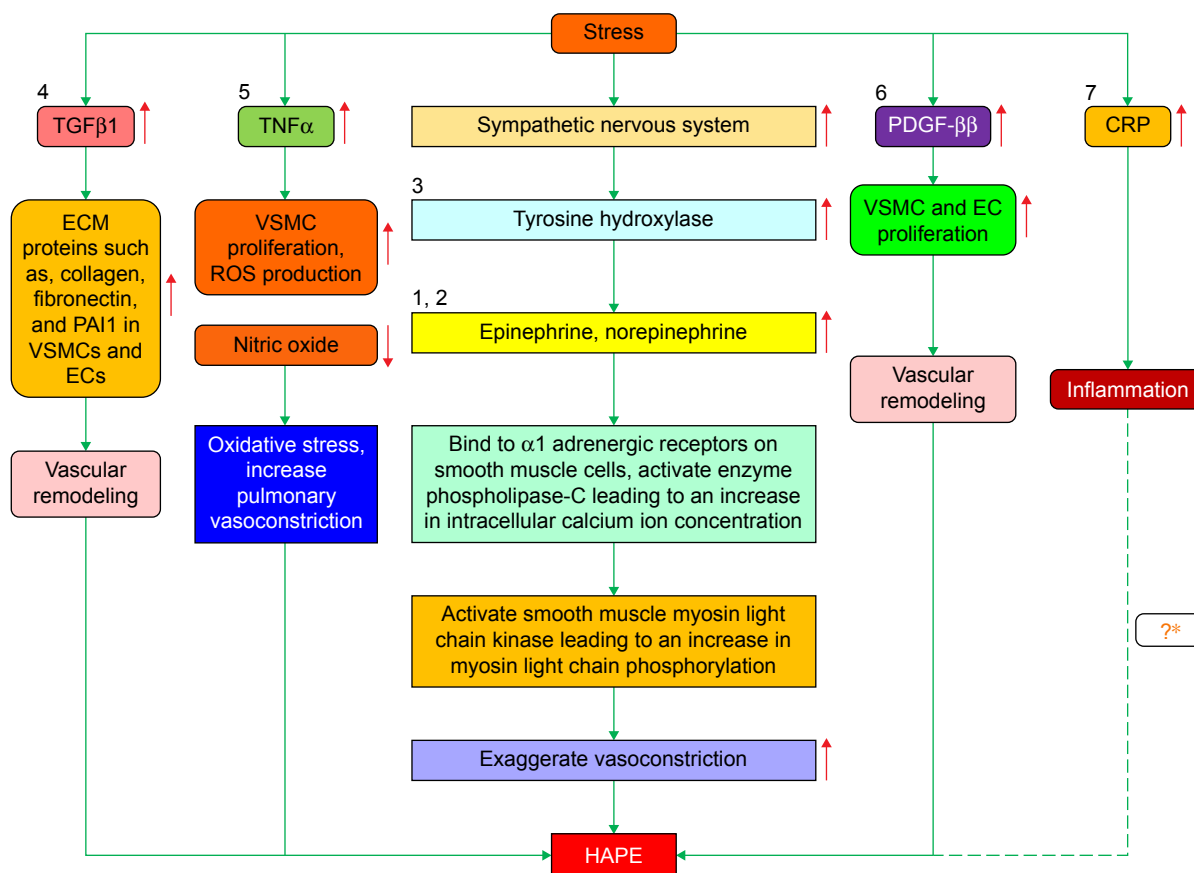 Stress
4
TGFβ1
5
TNFα
Sympathetic nervous system
6
PDGF-ββ
7
CRP
ECM
proteins such
as, collagen,
fibronectin,
and PAI1 in
VSMCs and
ECs
VSMC
proliferation,
ROS production
3
Tyrosine hydroxylase
VSMC and EC
proliferation
Nitric oxide
1, 2
Epinephrine, norepinephrine
Vascular
remodeling
Inflammation
Vascular
remodeling
Oxidative stress,
increase
pulmonary
vasoconstriction
Bind to α1 adrenergic receptors on
smooth muscle cells, activate enzyme
phospholipase-C leading to an increase
in intracellular calcium ion concentration
Activate smooth muscle myosin light
chain kinase leading to an increase in
myosin light chain phosphorylation
?*
Exaggerate vasoconstriction
HAPE